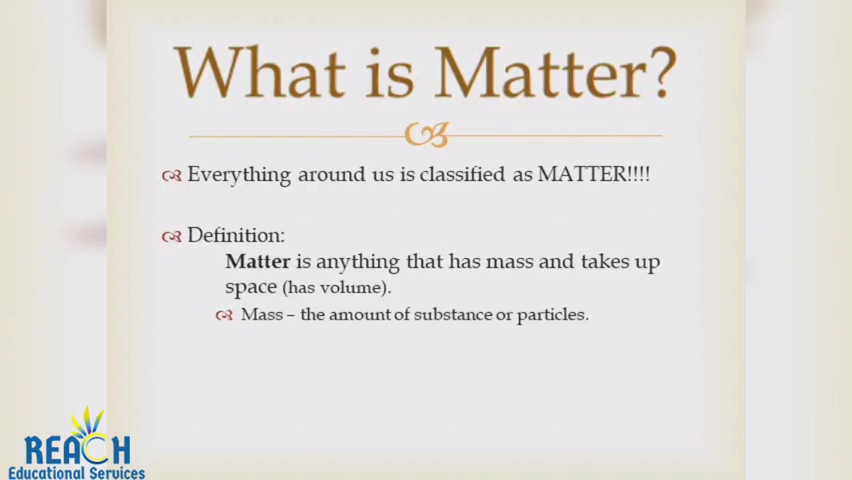 What is Matter?
Everything around us is classified as MATTER!!!!
Definition:
Matter is anything that has mass and takes up
space (has volume).
Mass – the amount of substance or particles.
REACH
Educational Services